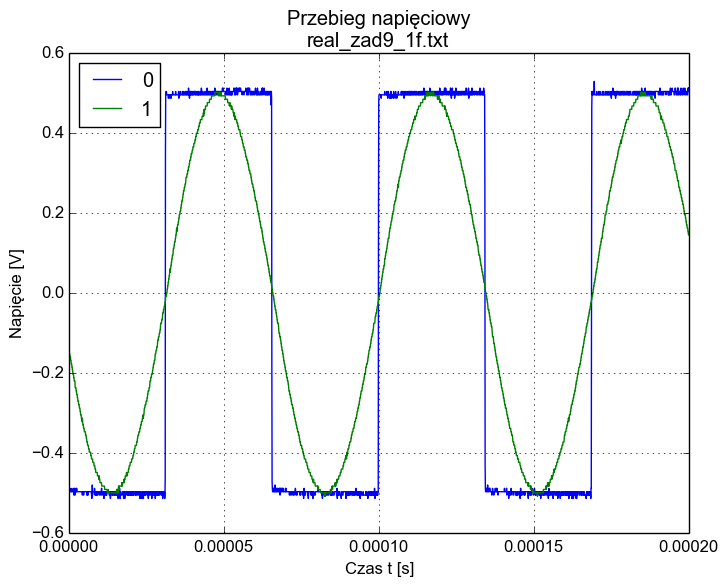 Przebieg napięciowy
real_zad9_1f.txt
0
1
0.6
0.4
0.2
0.0
−0.2
−0.4
−0.6
Napięcie [V]
0.00000 0.00005 0.00010 0.00015 0.00020
Czas t [s]